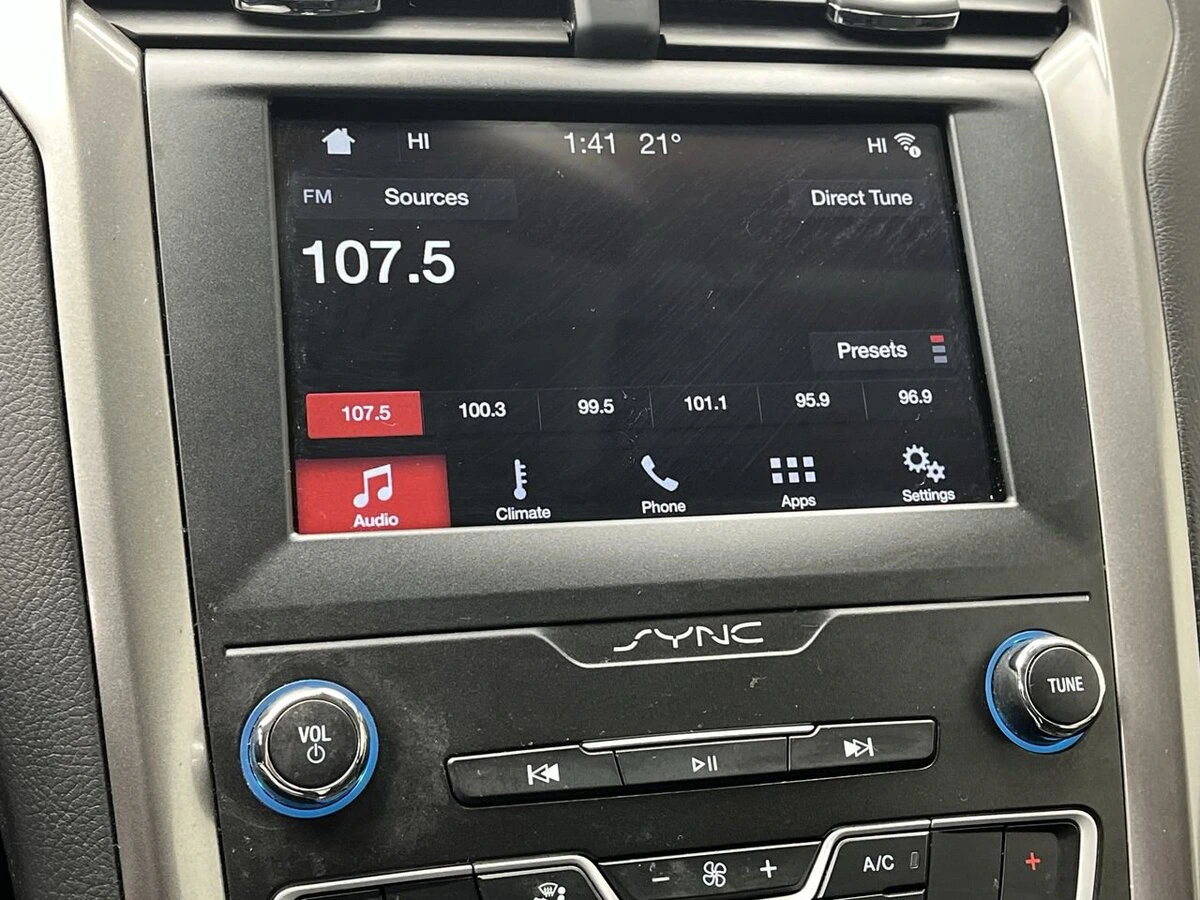 HI 1:41 21° HI
FM Sources Direct Tune
107.5
Presets
107.5 100.3 99.5 101.1 95.9 96.9
Audio Climate Phone Apps Settings
SYNC
VOL
TUNE
- + A/C +